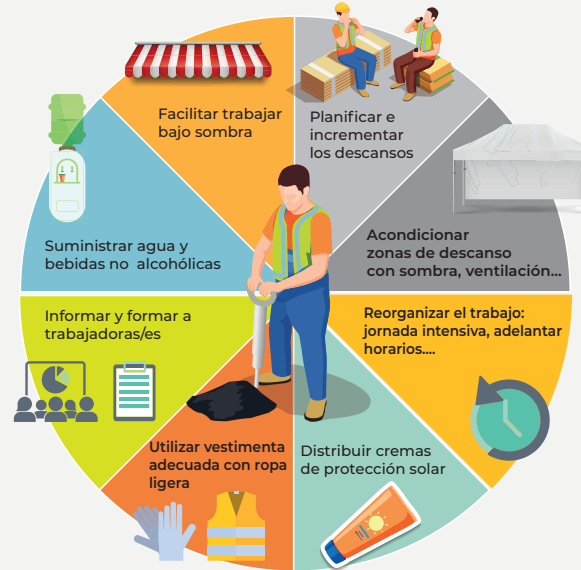 Facilitar trabajar
bajo sombra
Planificar e
incrementar
los descansos
Acondicionar
zonas de descanso
con sombra, ventilación...
Reorganizar el trabajo:
jornada intensiva, adelantar
horarios....
Distribuir cremas
de protección solar
Utilizar vestimenta
adecuada con ropa
ligera
Informar y formar a
trabajadoras/es
Suministrar agua y
bebidas no alcohólicas